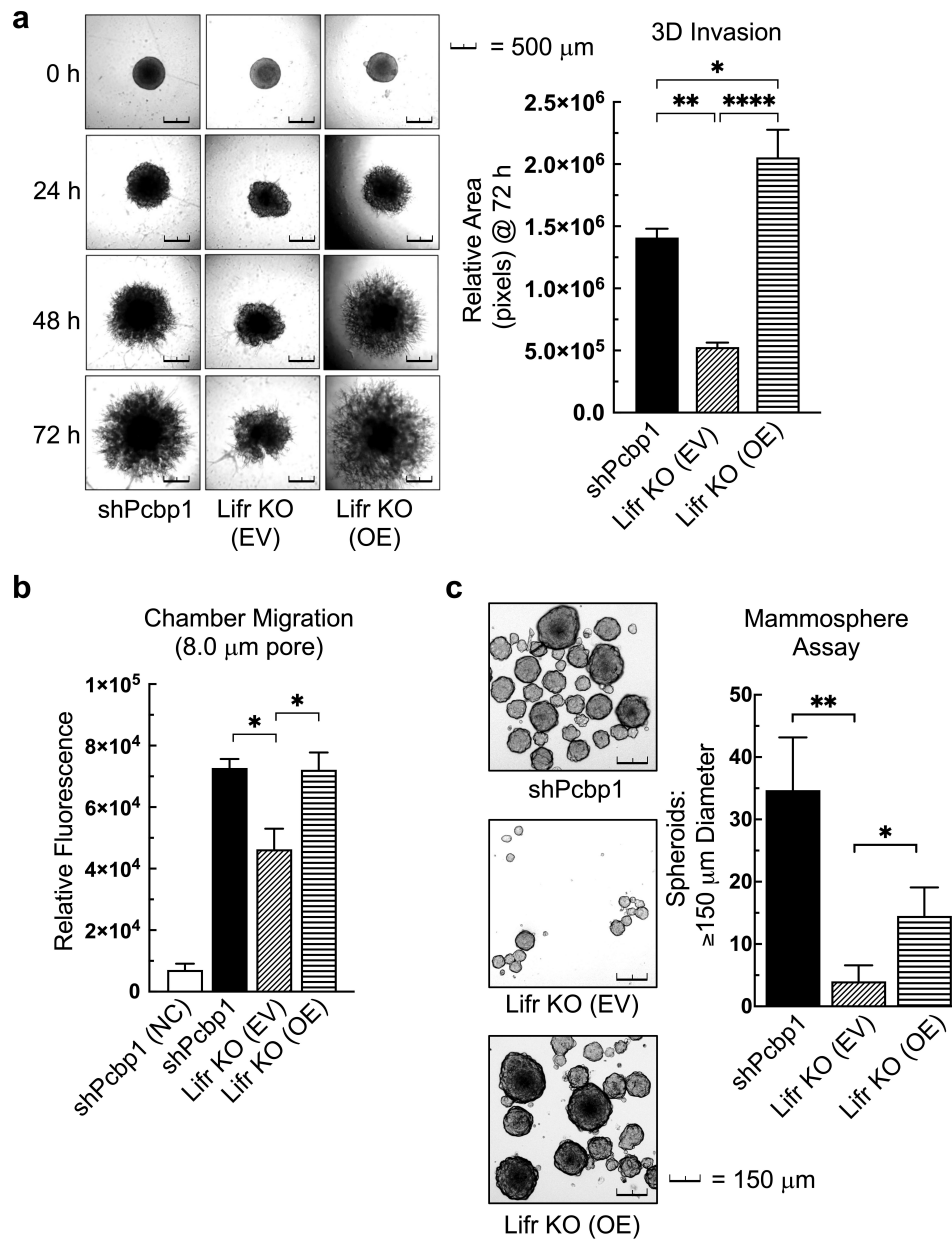 a
0 h
24 h
48 h
72 h
shPcbp1
Lifr KO
(EV)
Lifr KO
(OE)
= 500 μm
3D Invasion
*
** ****
Relative Area
(pixels) @ 72 h
2.5×10⁶
2.0×10⁶
1.5×10⁶
1.0×10⁶
5.0×10⁵
0.0
shPcbp1
Lifr KO (EV)
Lifr KO (OE)
b
Chamber Migration
(8.0 μm pore)
Relative Fluorescence
1×10⁵
8×10⁴
6×10⁴
4×10⁴
2×10⁴
0
* *
shPcbp1 (NC)
shPcbp1
Lifr KO (EV)
Lifr KO (OE)
c
shPcbp1
Lifr KO (EV)
Lifr KO (OE)
= 150 μm
Mammosphere
Assay
Spheroids:
≥150 μm Diameter
50
40
30
20
10
0
**
*
shPcbp1
Lifr KO (EV)
Lifr KO (OE)